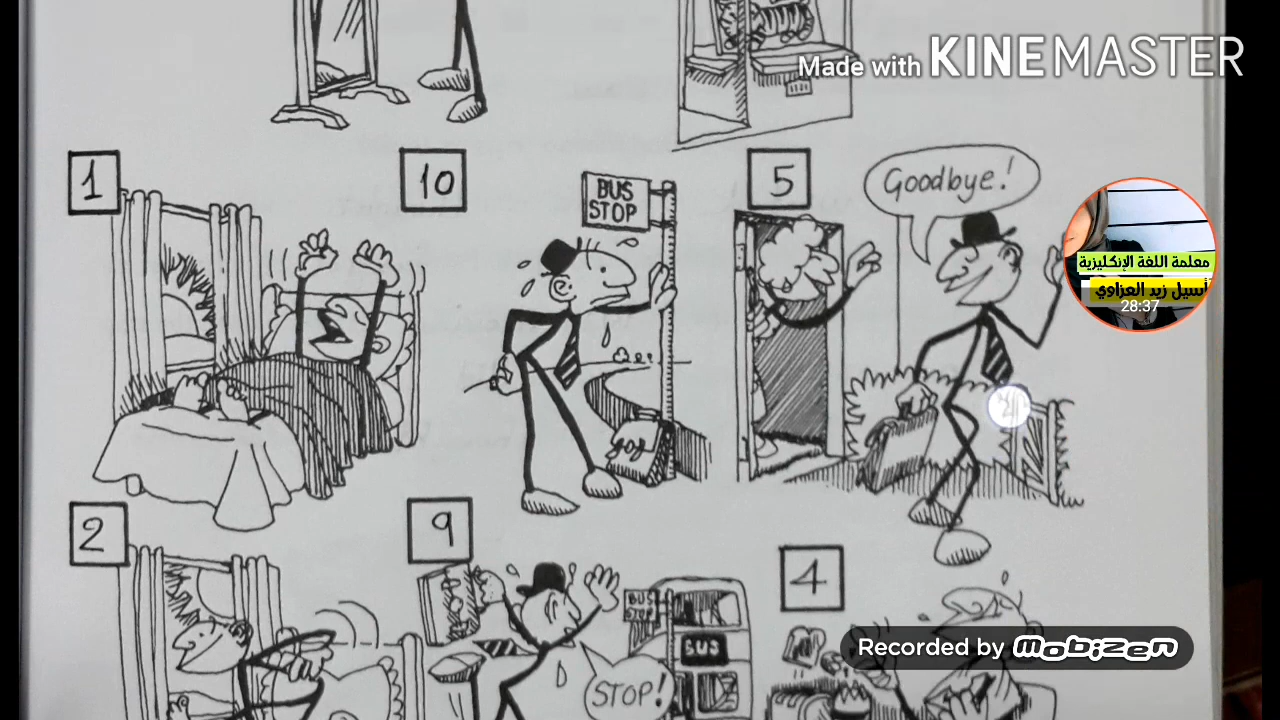 Made with KINEMASTER
1
10
BUS
STOP
5
Goodbye!
معلمة اللغة الإنكليزية
أسيل زيد العزاوي
28:37
2
9
BUS
STOP
BUS
4
STOP!
Recorded by mobizen